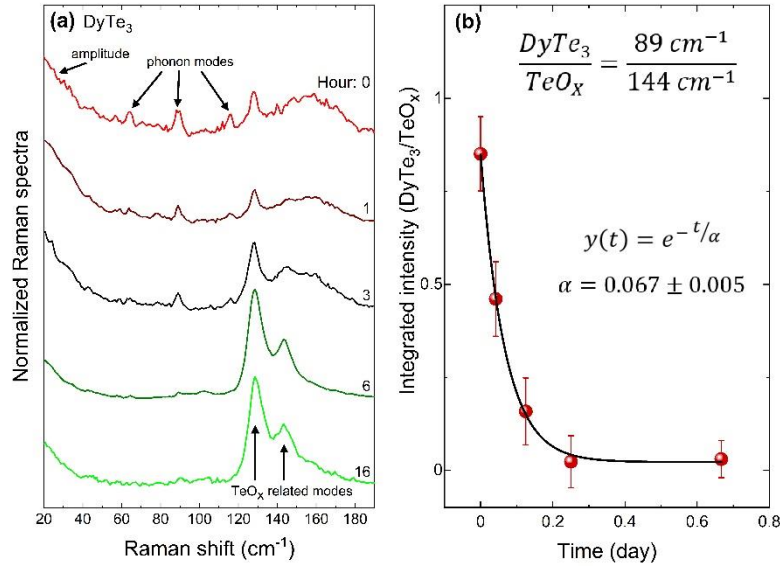 (a) DyTe₃
amplitude
phonon modes
Hour: 0
1
3
6
16
TeOₓ related modes
Normalized Raman spectra
20 40 60 80 100 120 140 160 180
Raman shift (cm⁻¹)
(b)
DyTe₃ / TeOₓ = 89 cm⁻¹ / 144 cm⁻¹
y(t) = e^(− t/α)
α = 0.067 ± 0.005
Integrated intensity (DyTe₃/TeOₓ)
1
0.5
0
0 0.2 0.4 0.6 0.8
Time (day)